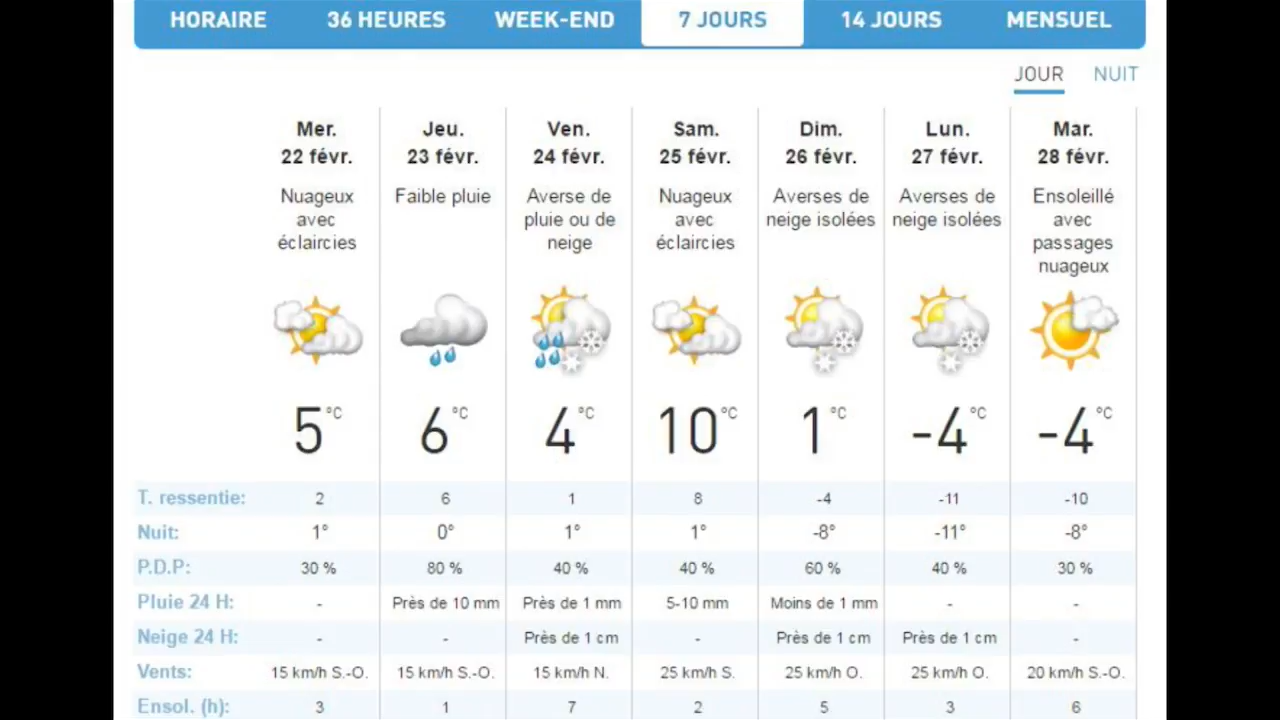 HORAIRE 36 HEURES WEEK-END 7 JOURS 14 JOURS MENSUEL
JOUR NUIT
Mer. Jeu. Ven. Sam. Dim. Lun. Mar.
22 févr. 23 févr. 24 févr. 25 févr. 26 févr. 27 févr. 28 févr.
Nuageux Faible pluie Averse de Nuageux Averses de Averses de Ensoleillé
avec pluie ou de avec neige isolées neige isolées avec
éclaircies neige éclaircies passages
nuageux
5 °C 6 °C 4 °C 10 °C 1 °C -4 °C -4 °C
T. ressentie: 2 6 1 8 -4 -11 -10
Nuit: 1° 0° 1° 1° -8° -11° -8°
P.D.P: 30 % 80 % 40 % 40 % 60 % 40 % 30 %
Pluie 24 H: - Près de 10 mm Près de 1 mm 5-10 mm Moins de 1 mm - -
Neige 24 H: - - Près de 1 cm - Près de 1 cm Près de 1 cm -
Vents: 15 km/h S.-O. 15 km/h S.-O. 15 km/h N. 25 km/h S. 25 km/h O. 25 km/h O. 20 km/h S.-O.
Ensol. (h): 3 1 7 2 5 3 6